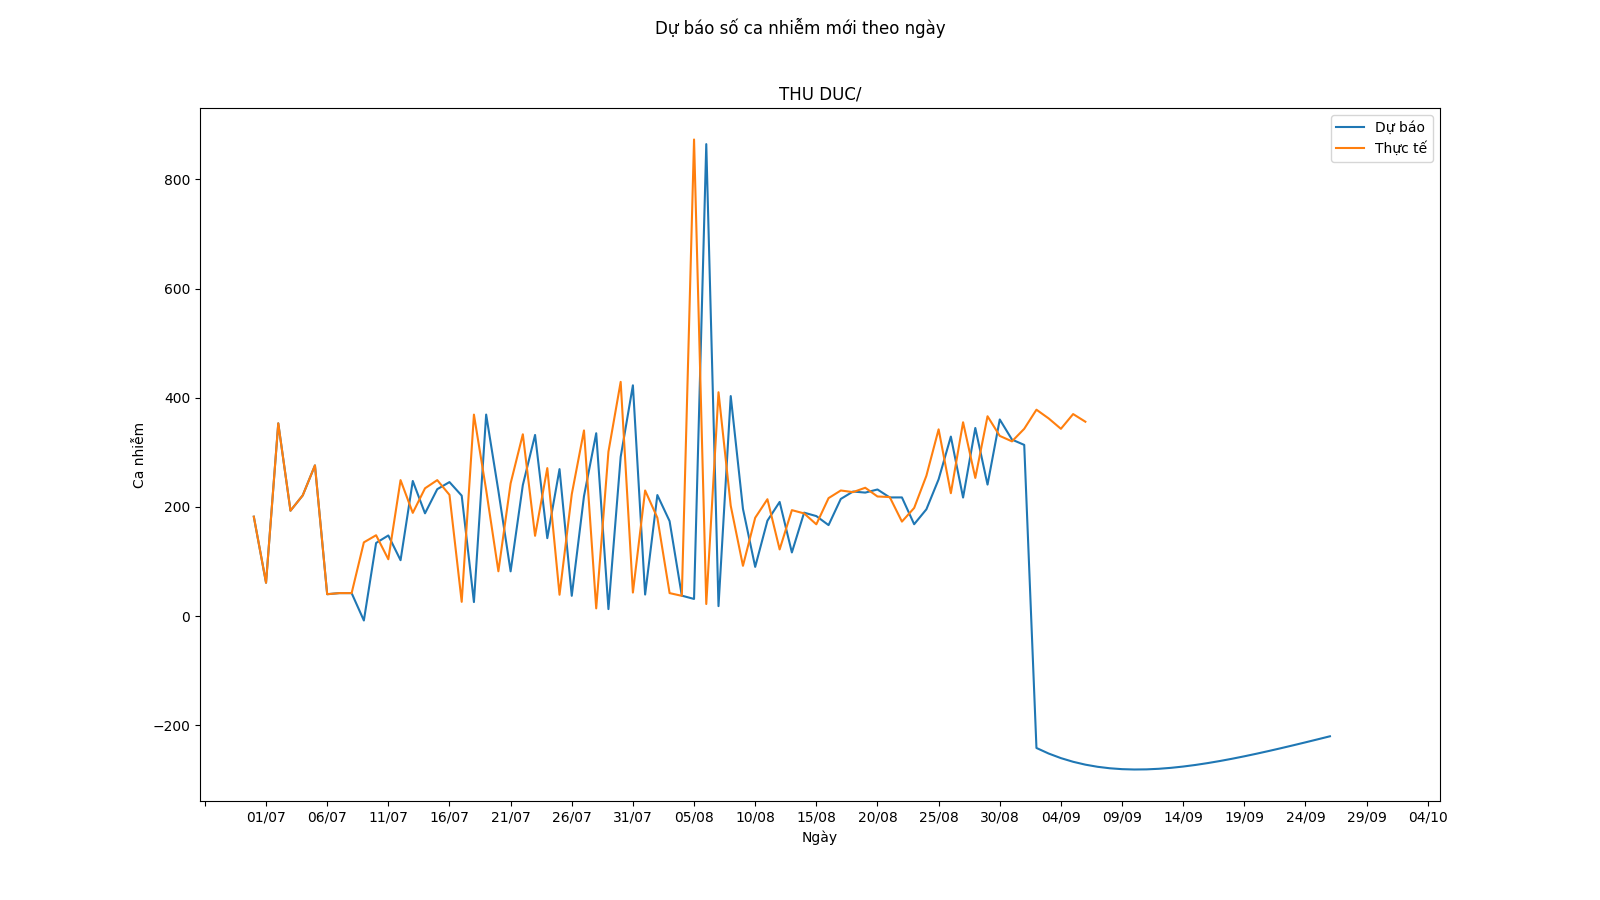 Dự báo số ca nhiễm mới theo ngày
THU DUC/
Dự báo
Thực tế
800
600
400
200
0
−200
Ca nhiễm
01/07 06/07 11/07 16/07 21/07 26/07 31/07 05/08 10/08 15/08 20/08 25/08 30/08 04/09 09/09 14/09 19/09 24/09 29/09 04/10
Ngày